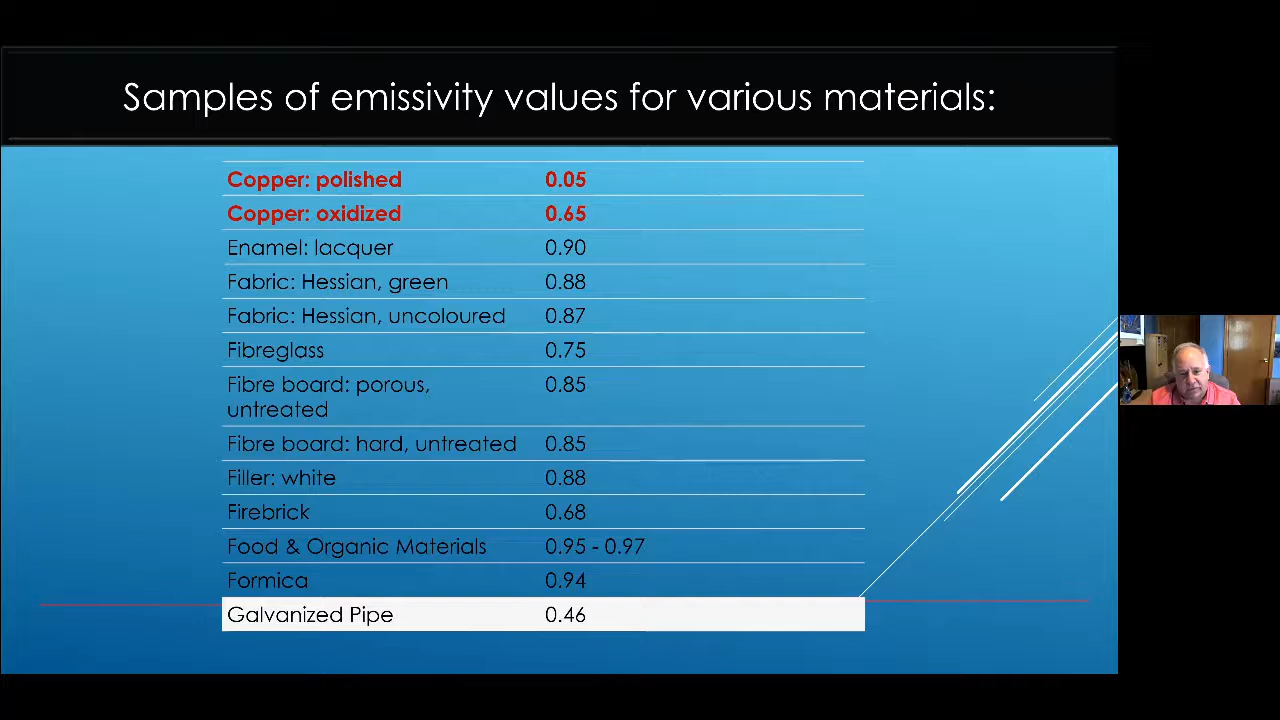 Samples of emissivity values for various materials:
Copper: polished 0.05
Copper: oxidized 0.65
Enamel: lacquer 0.90
Fabric: Hessian, green 0.88
Fabric: Hessian, uncoloured 0.87
Fibreglass 0.75
Fibre board: porous, 0.85
untreated
Fibre board: hard, untreated 0.85
Filler: white 0.88
Firebrick 0.68
Food & Organic Materials 0.95 - 0.97
Formica 0.94
Galvanized Pipe 0.46